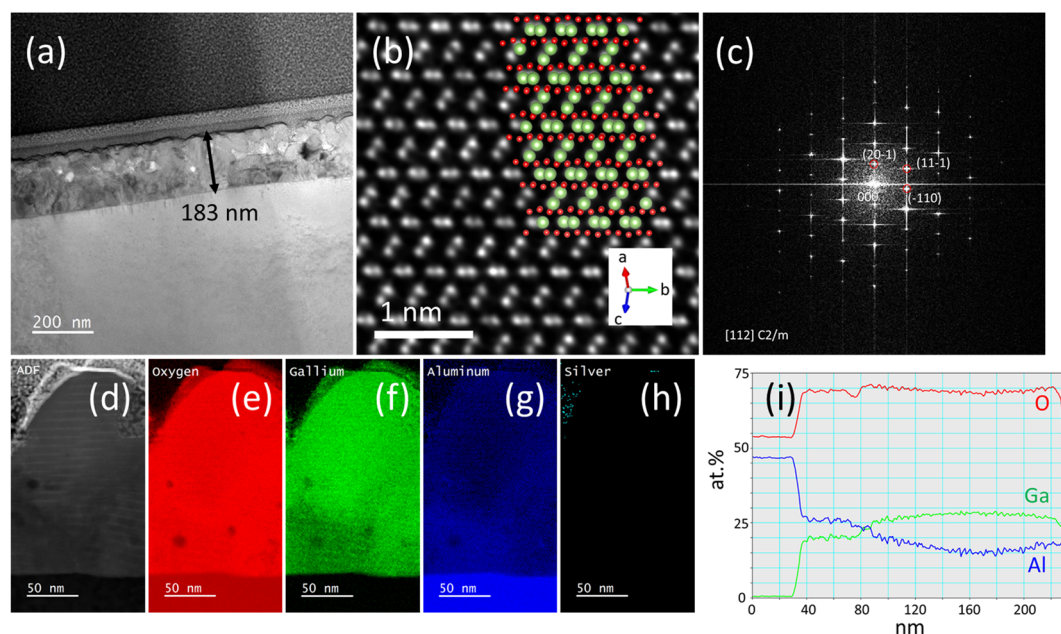 (a)
183 nm
200 nm
(b)
a
b
c
1 nm
(c)
(20-1)
(11-1)
000
(-110)
[112] C2/m
ADF
(d)
50 nm
Oxygen
(e)
50 nm
Gallium
(f)
50 nm
Aluminum
(g)
50 nm
Silver
(h)
50 nm
(i)
75
50
25
0
at.%
O
Ga
Al
0 40 80 120 160 200
nm